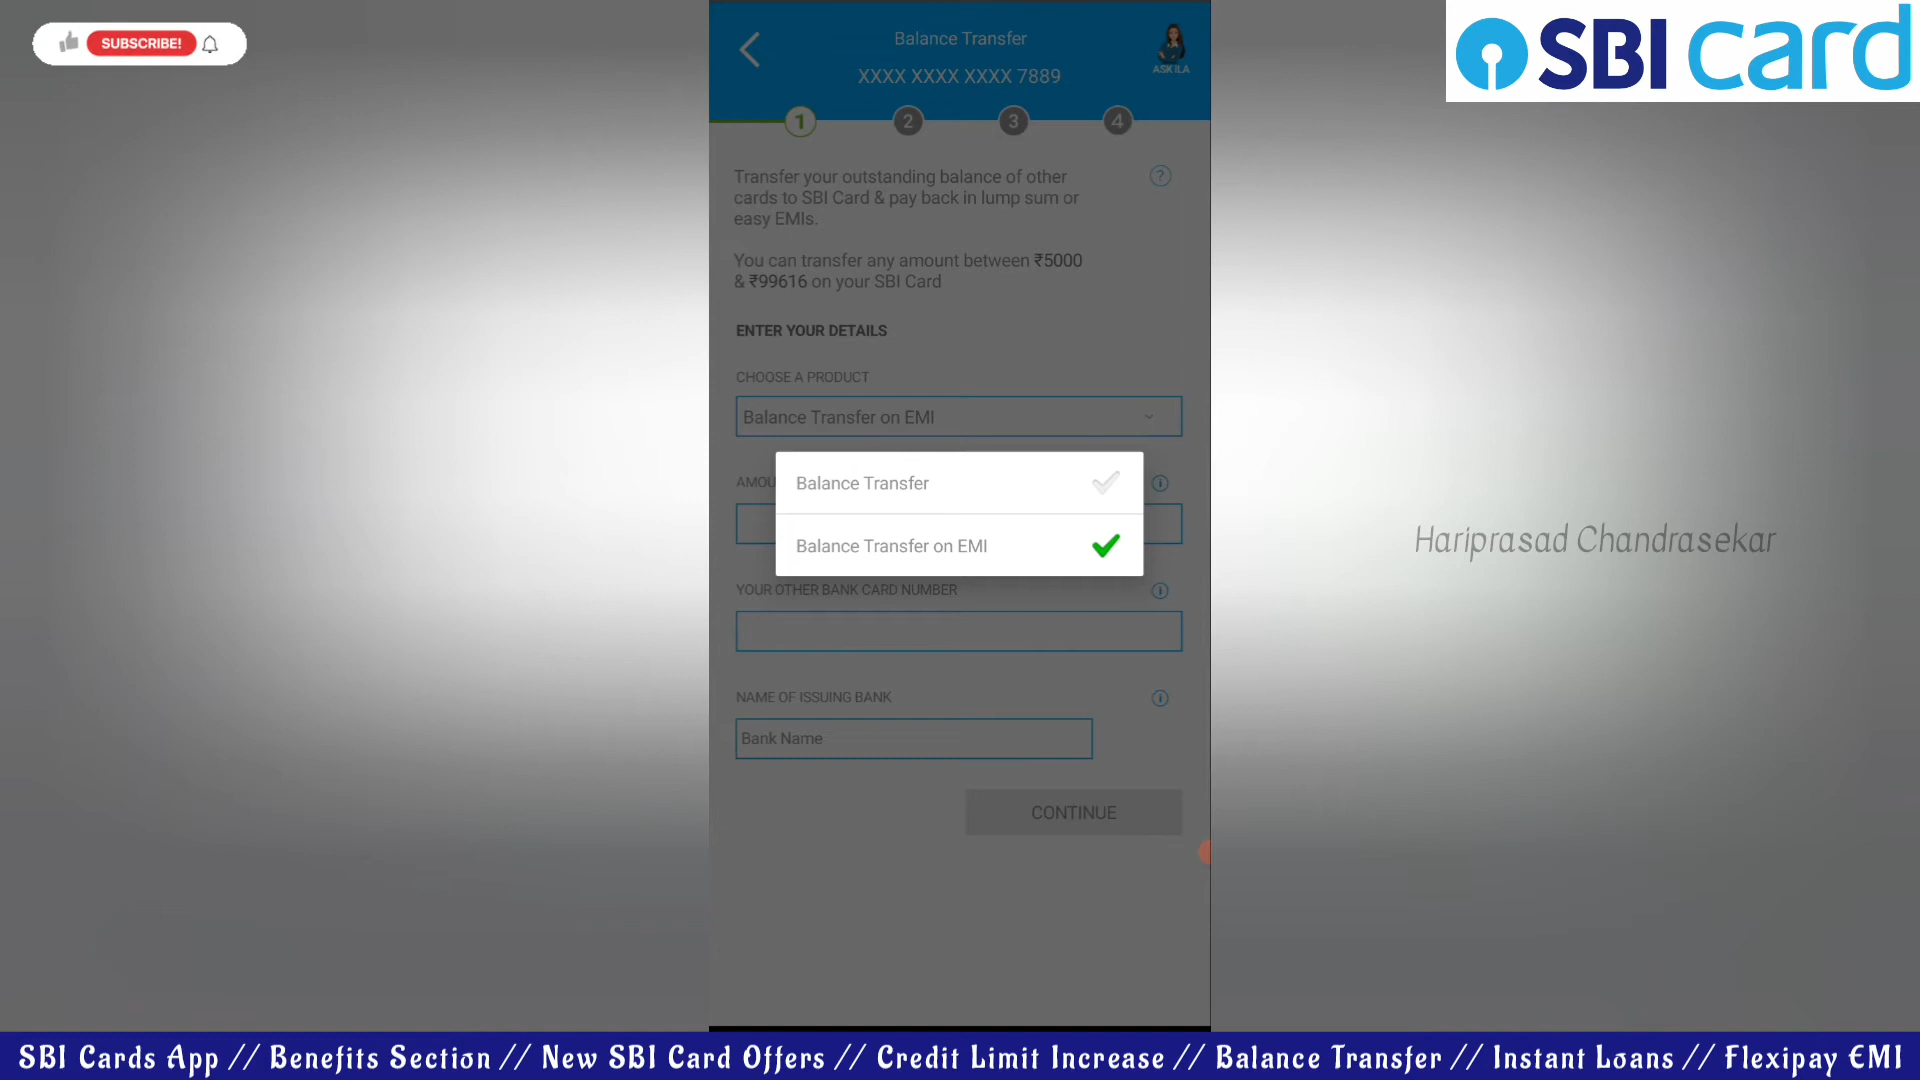 SUBSCRIBE!
SBI card
Balance Transfer
XXXX XXXX XXXX 7889
ASK ILA
1 2 3 4
Transfer your outstanding balance of other
cards to SBI Card & pay back in lump sum or
easy EMIs.
?
You can transfer any amount between ₹5000
& ₹99616 on your SBI Card
ENTER YOUR DETAILS
CHOOSE A PRODUCT
Balance Transfer on EMI
AMOU
Balance Transfer
Balance Transfer on EMI
YOUR OTHER BANK CARD NUMBER
NAME OF ISSUING BANK
Bank Name
CONTINUE
Hariprasad Chandrasekar
SBI Cards App // Benefits Section // New SBI Card Offers // Credit Limit Increase // Balance Transfer // Instant Loans // Flexipay EMI